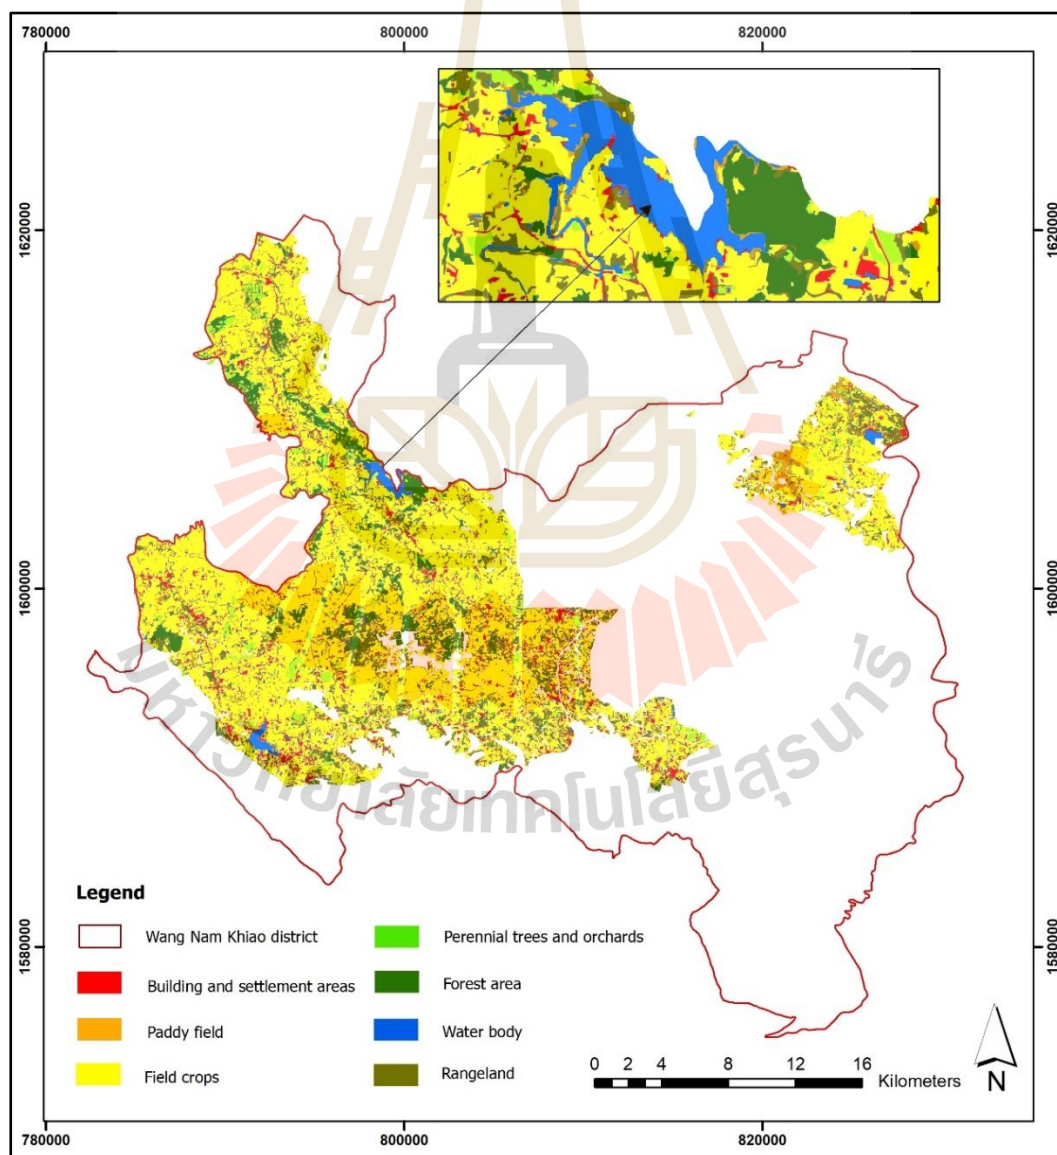 780000 800000 820000
1620000 1620000
1600000 1600000
มหาวิทยาลัยเทคโนโลยีสุรนารี
Legend
Wang Nam Khiao district
Building and settlement areas
Paddy field
Field crops
Perennial trees and orchards
Forest area
Water body
Rangeland
1580000 1580000
0 2 4 8 12 16
Kilometers
N
780000 800000 820000